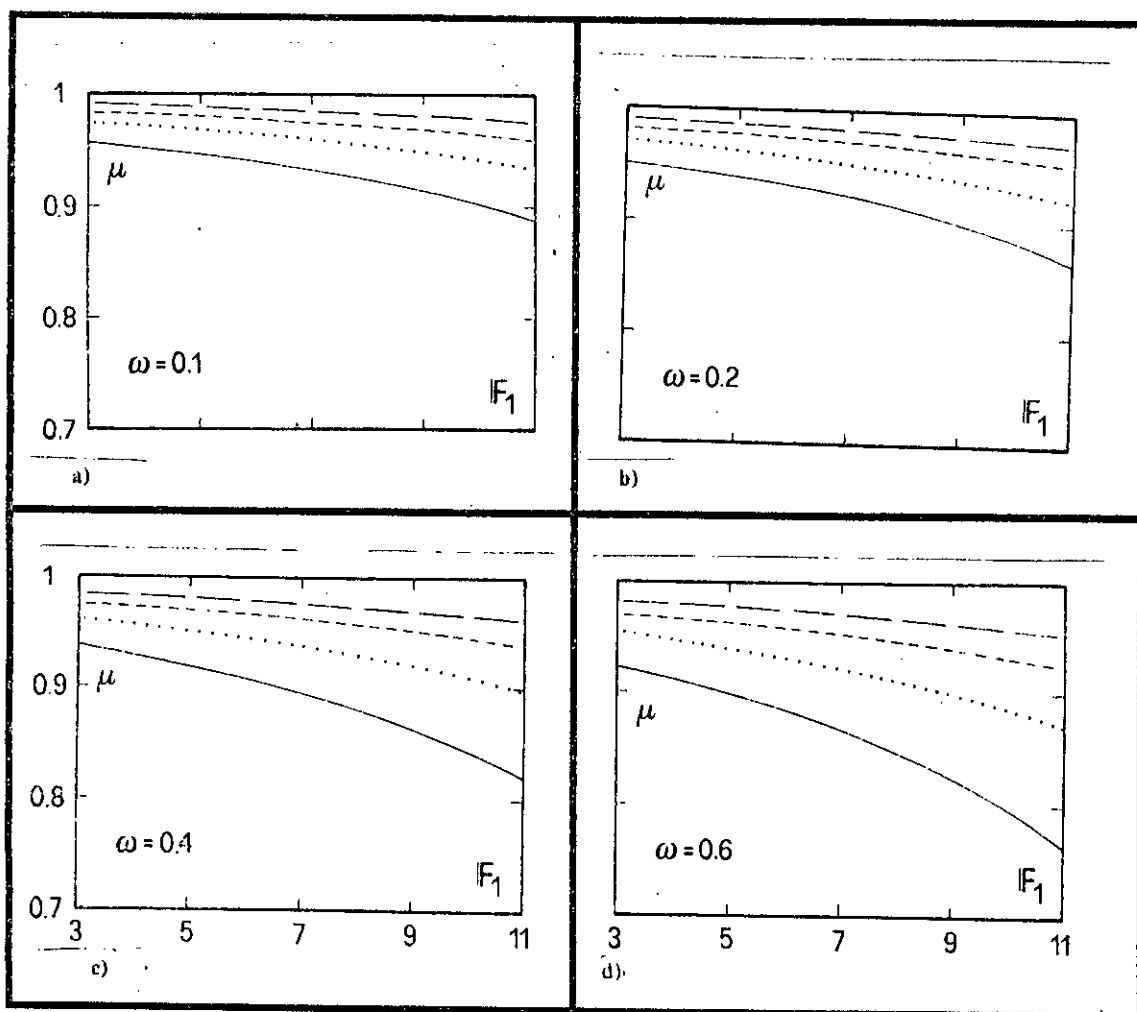 1
μ
0.9
0.8
ω = 0.1
𝔽₁
0.7
a)
μ
ω = 0.2
𝔽₁
b)
1
μ
0.9
0.8
ω = 0.4
𝔽₁
0.7
3 5 7 9 11
c)
μ
ω = 0.6
𝔽₁
3 5 7 9 11
d)